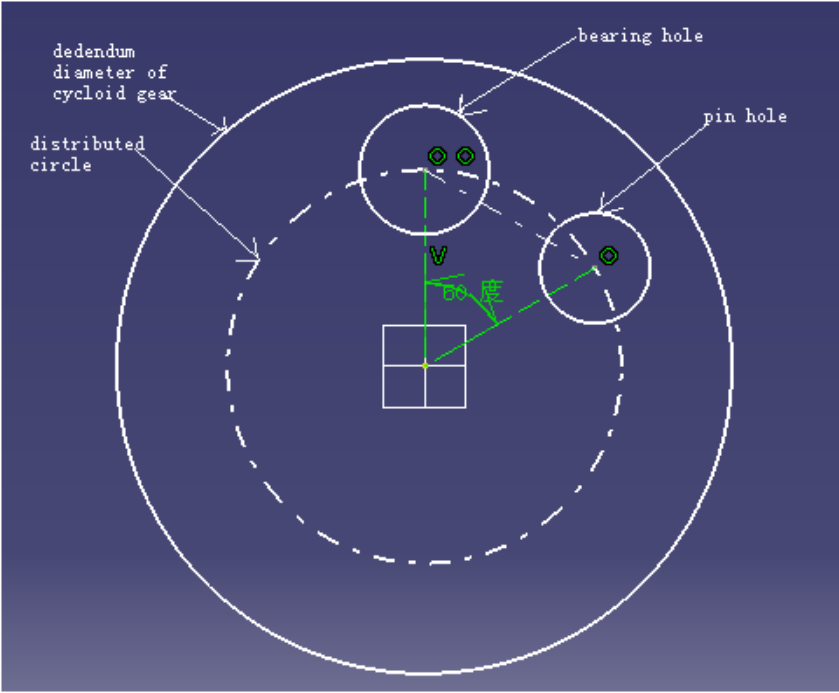 bearing hole
dedendum
diameter of
cycloid gear
pin hole
distributed
circle
V
60 度